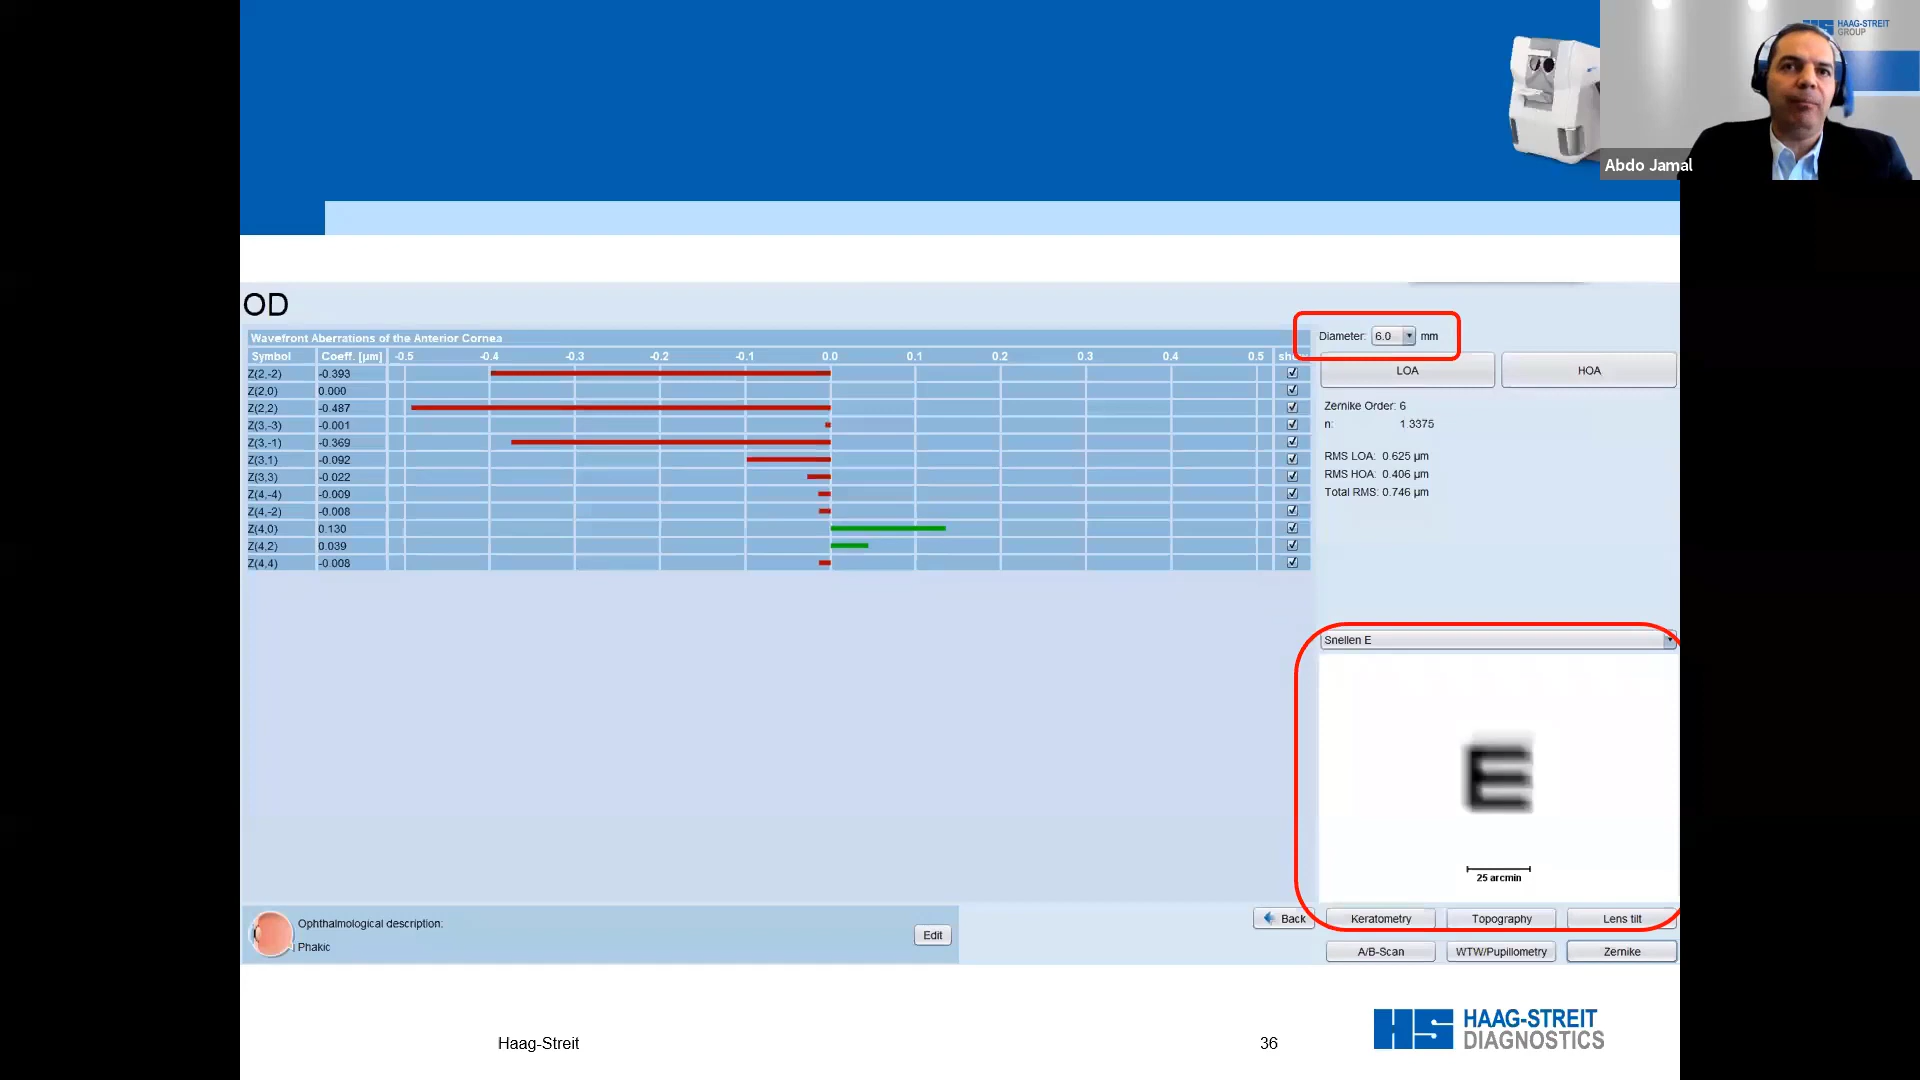 HAAG-STREIT
GROUP
Abdo Jamal
OD
Wavefront Aberrations of the Anterior Cornea
Symbol Coeff. [µm] -0.5 -0.4 -0.3 -0.2 -0.1 0.0 0.1 0.2 0.3 0.4 0.5
Z(2,-2) -0.393
Z(2,0) 0.000
Z(2,2) -0.487
Z(3,-3) -0.001
Z(3,-1) -0.369
Z(3,1) -0.092
Z(3,3) -0.022
Z(4,-4) -0.009
Z(4,-2) -0.008
Z(4,0) 0.130
Z(4,2) 0.039
Z(4,4) -0.008
Diameter: 6.0 mm
LOA HOA
Zernike Order: 6
n: 1.3375
RMS LOA: 0.625 µm
RMS HOA: 0.406 µm
Total RMS: 0.746 µm
Snellen E
E
25 arcmin
Ophthalmological description:
Phakic
Edit
Back Keratometry Topography Lens tilt
A/B-Scan WTW/Pupillometry Zernike
Haag-Streit
36
HS HAAG-STREIT
DIAGNOSTICS